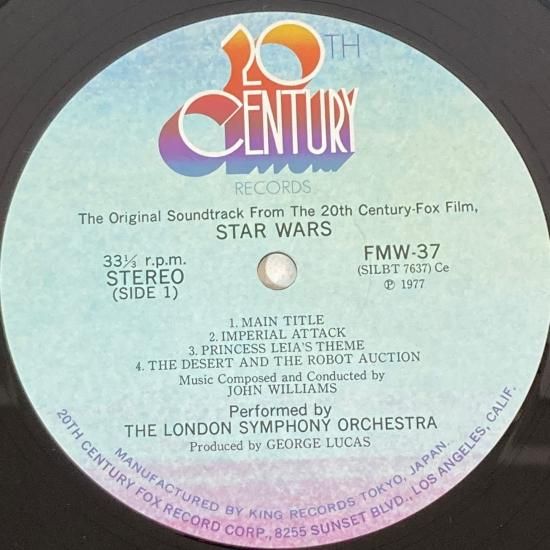 20TH
CENTURY
RECORDS
The Original Soundtrack From The 20th Century-Fox Film,
STAR WARS
33⅓ r.p.m.
STEREO
(SIDE 1)
FMW-37
(SILBT 7637) Ce
℗ 1977
1. MAIN TITLE
2. IMPERIAL ATTACK
3. PRINCESS LEIA'S THEME
4. THE DESERT AND THE ROBOT AUCTION
Music Composed and Conducted by
JOHN WILLIAMS
Performed by
THE LONDON SYMPHONY ORCHESTRA
Produced by GEORGE LUCAS
MANUFACTURED BY KING RECORDS TOKYO, JAPAN.
20TH CENTURY FOX RECORD CORP., 8255 SUNSET BLVD., LOS ANGELES, CALIF.